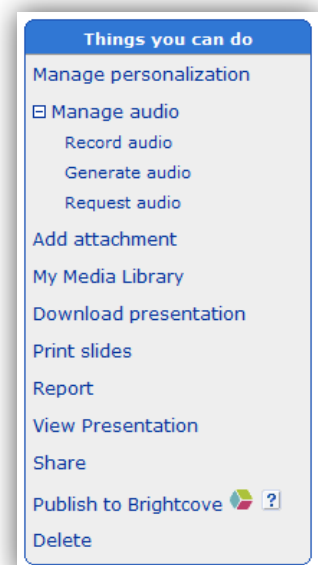 Things you can do
Manage personalization
Manage audio
Record audio
Generate audio
Request audio
Add attachment
My Media Library
Download presentation
Print slides
Report
View Presentation
Share
Publish to Brightcove ?
Delete